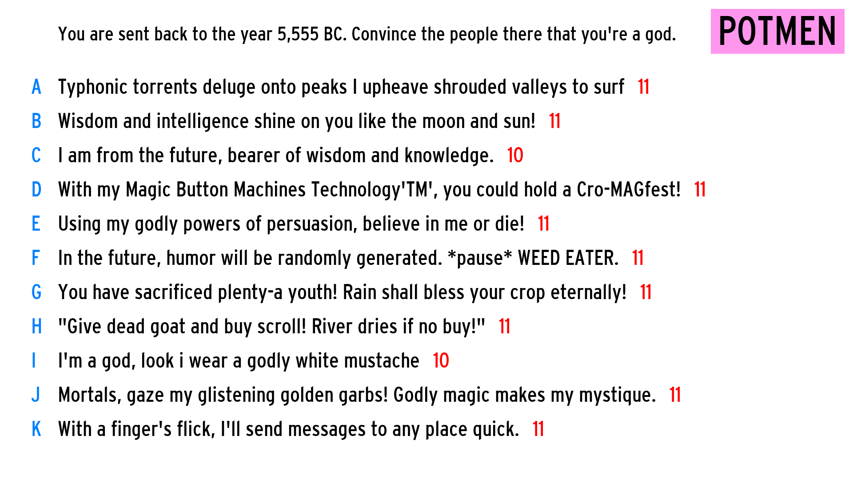 You are sent back to the year 5,555 BC. Convince the people there that you're a god.
POTMEN
A Typhonic torrents deluge onto peaks I upheave shrouded valleys to surf 11
B Wisdom and intelligence shine on you like the moon and sun! 11
C I am from the future, bearer of wisdom and knowledge. 10
D With my Magic Button Machines Technology'TM', you could hold a Cro-MAGfest! 11
E Using my godly powers of persuasion, believe in me or die! 11
F In the future, humor will be randomly generated. *pause* WEED EATER. 11
G You have sacrificed plenty-a youth! Rain shall bless your crop eternally! 11
H "Give dead goat and buy scroll! River dries if no buy!" 11
I I'm a god, look i wear a godly white mustache 10
J Mortals, gaze my glistening golden garbs! Godly magic makes my mystique. 11
K With a finger's flick, I'll send messages to any place quick. 11